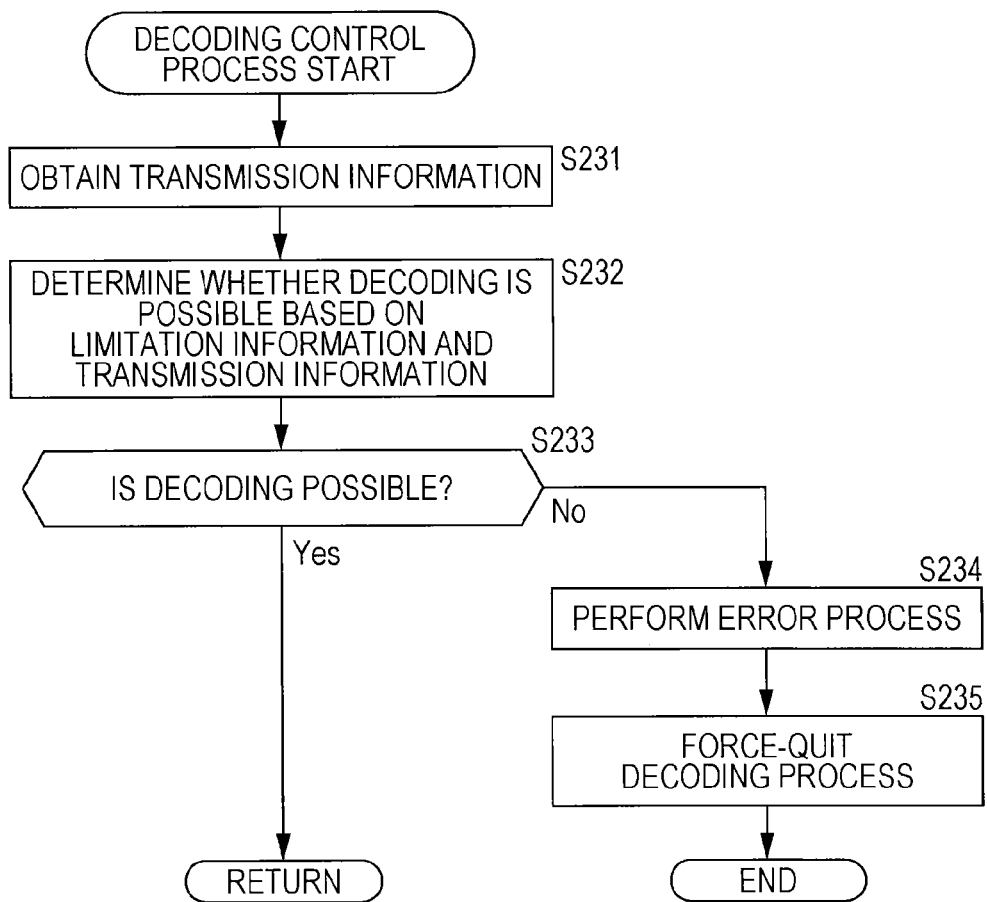 DECODING CONTROL
PROCESS START
S231
OBTAIN TRANSMISSION INFORMATION
S232
DETERMINE WHETHER DECODING IS
POSSIBLE BASED ON
LIMITATION INFORMATION AND
TRANSMISSION INFORMATION
S233
IS DECODING POSSIBLE?
No
Yes
S234
PERFORM ERROR PROCESS
S235
FORCE-QUIT
DECODING PROCESS
RETURN
END